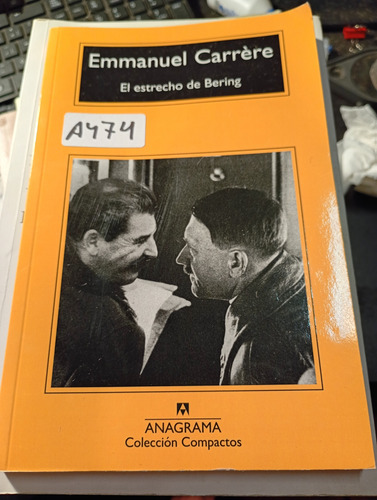 Emmanuel Carrère
El estrecho de Bering
A474
ANAGRAMA
Colección Compactos